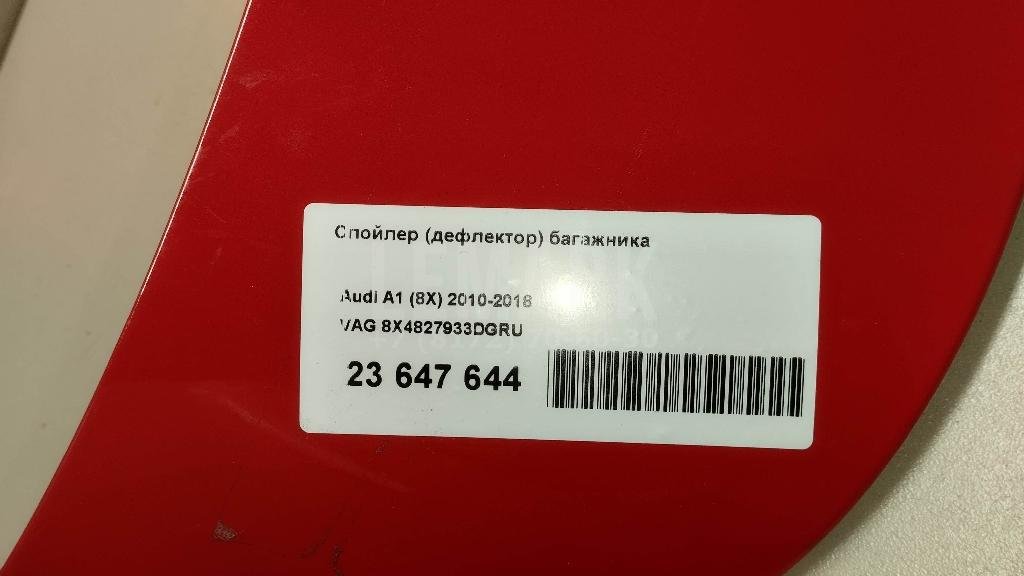 Спойлер (дефлектор) багажника
Audi A1 (8X) 2010-2018
VAG 8X4827933DGRU
23 647 644